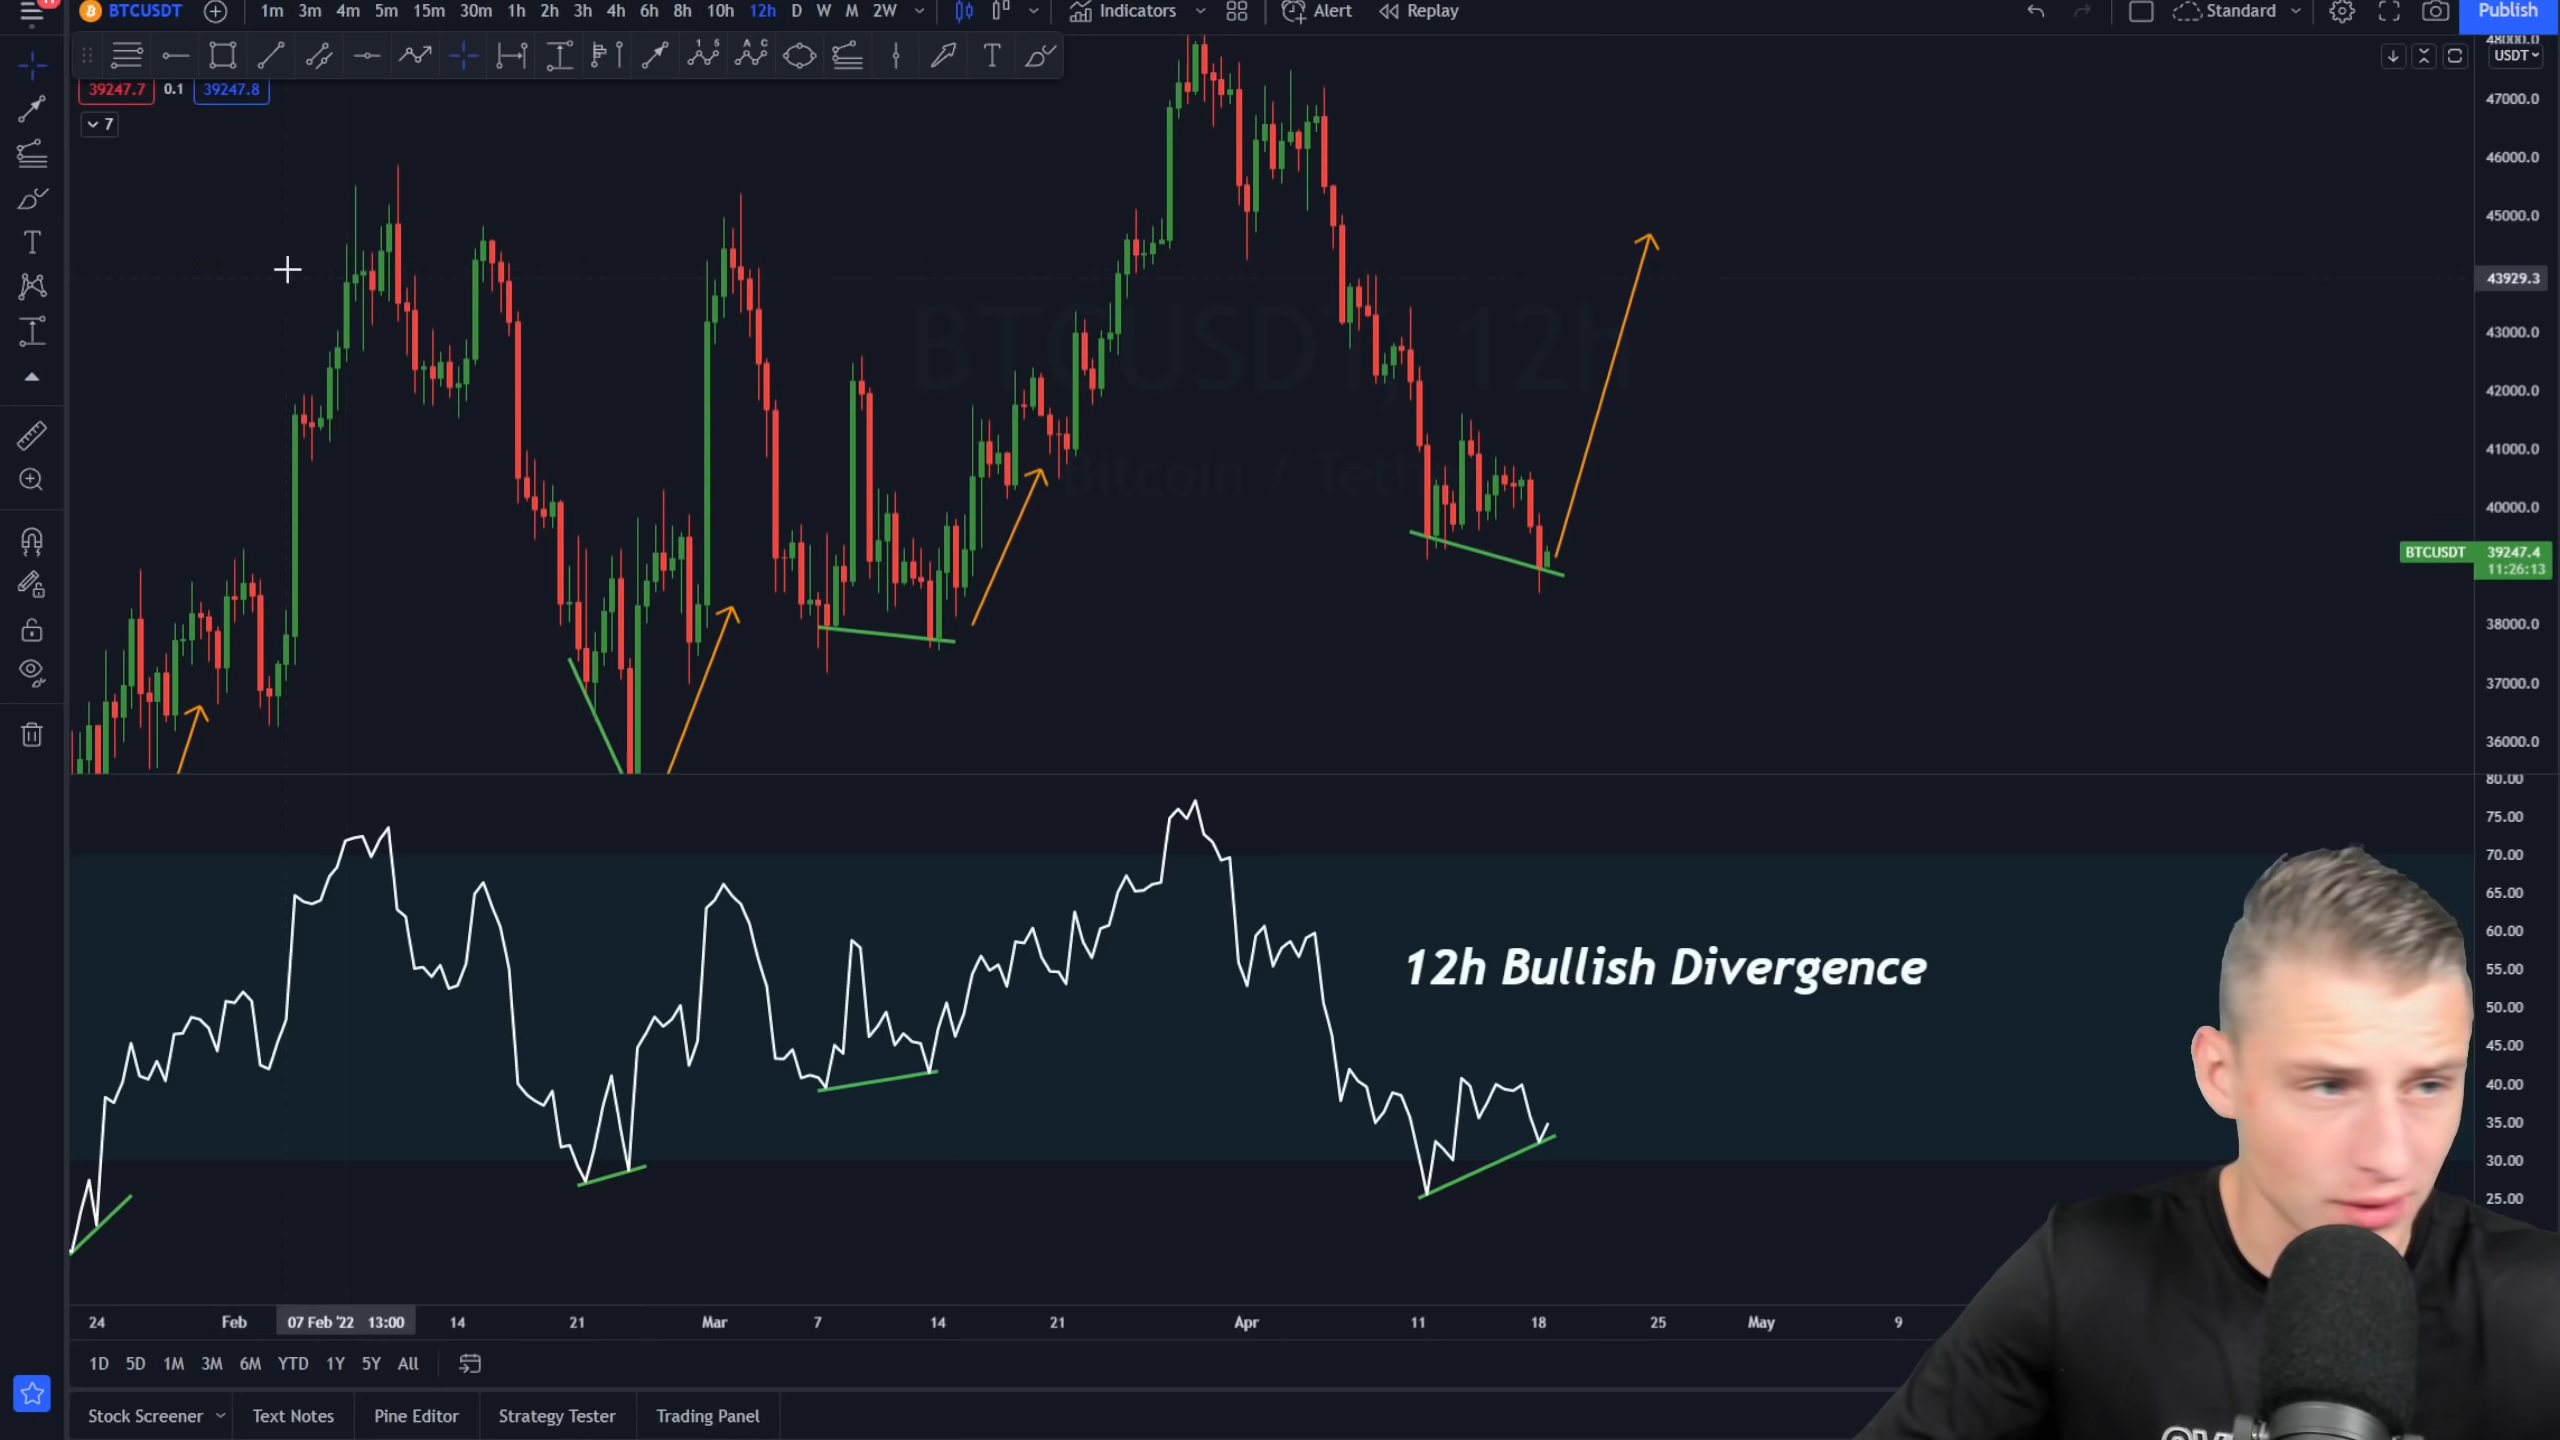 BTCUSDT 1m 3m 4m 5m 15m 30m 1h 2h 3h 4h 6h 8h 10h 12h D W M 2W Indicators Alert Replay Standard Publish
48000.0
USDT
39247.7 0.1 39247.8
7
47000.0
46000.0
45000.0
43929.3
BTCUSDT, 12h
43000.0
42000.0
41000.0
Bitcoin / Teth
40000.0
BTCUSDT 39247.4
11:26:13
38000.0
37000.0
36000.0
80.00
75.00
70.00
65.00
60.00
12h Bullish Divergence
55.00
50.00
45.00
40.00
35.00
30.00
25.00
24 Feb 07 Feb '22 13:00 14 21 Mar 7 14 21 Apr 11 18 25 May 9
1D 5D 1M 3M 6M YTD 1Y 5Y All
Stock Screener Text Notes Pine Editor Strategy Tester Trading Panel